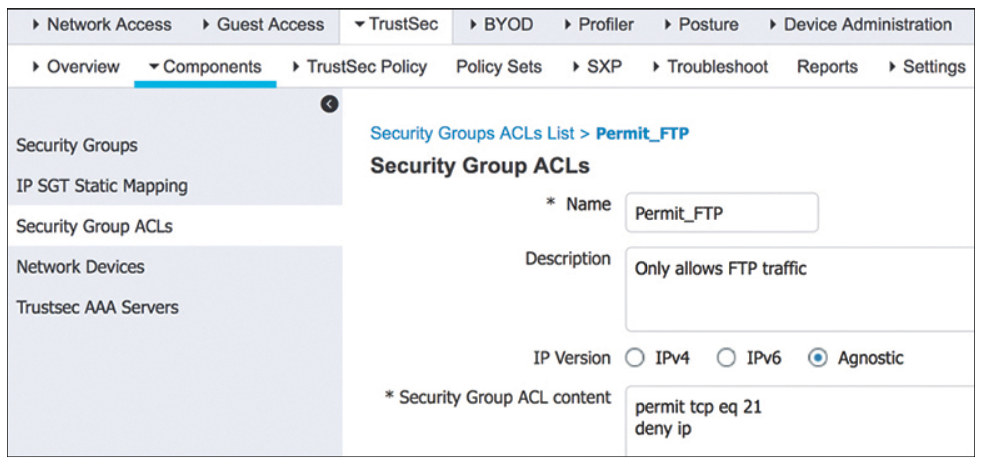 Network Access Guest Access TrustSec BYOD Profiler Posture Device Administration
Overview Components TrustSec Policy Policy Sets SXP Troubleshoot Reports Settings
Security Groups
IP SGT Static Mapping
Security Group ACLs
Network Devices
Trustsec AAA Servers
Security Groups ACLs List > Permit_FTP
Security Group ACLs
* Name Permit_FTP
Description Only allows FTP traffic
IP Version IPv4 IPv6 Agnostic
* Security Group ACL content permit tcp eq 21
deny ip